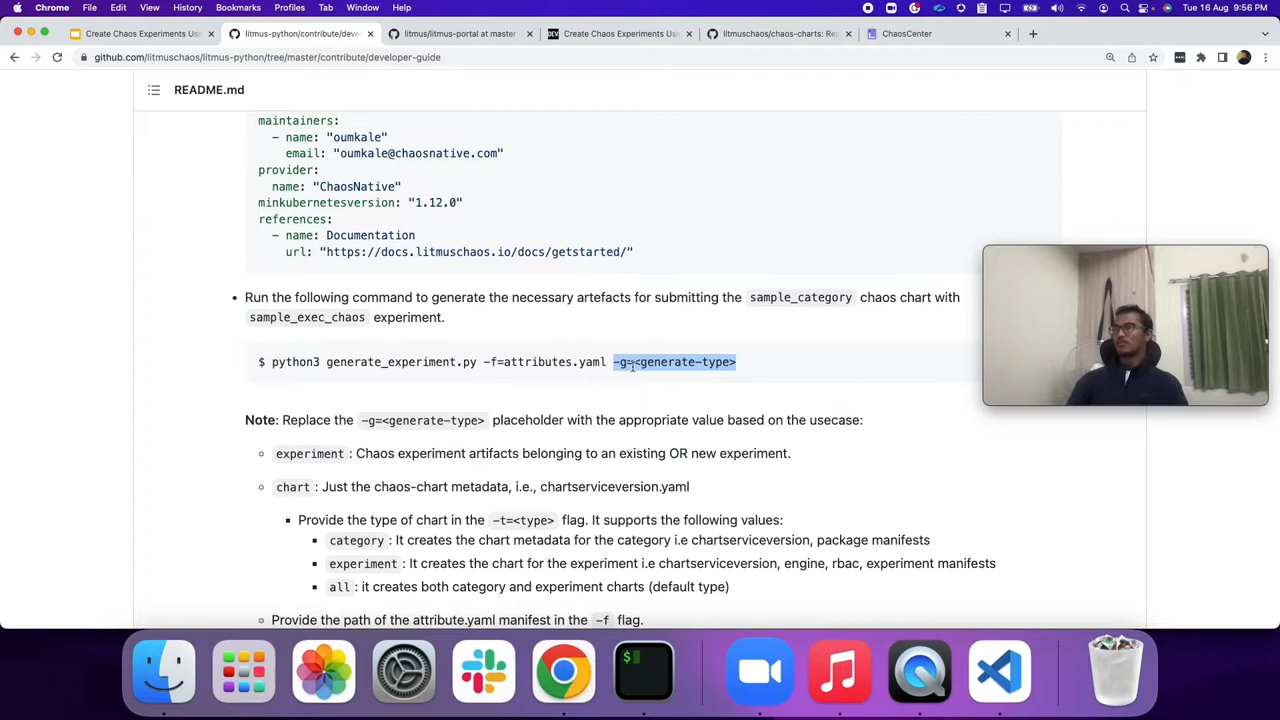 Chrome File Edit View History Bookmarks Profiles Tab Window Help Tue 16 Aug 9:56 PM
Create Chaos Experiments Us litmus-python/contribute/deve litmus/litmus-portal at master DEV Create Chaos Experiments Usi litmuschaos/chaos-charts: Rep ChaosCenter
github.com/litmuschaos/litmus-python/tree/master/contribute/developer-guide
README.md
maintainers:
- name: "oumkale"
email: "oumkale@chaosnative.com"
provider:
name: "ChaosNative"
minkubernetesversion: "1.12.0"
references:
- name: Documentation
url: "https://docs.litmuschaos.io/docs/getstarted/"
• Run the following command to generate the necessary artefacts for submitting the sample_category chaos chart with
sample_exec_chaos experiment.
$ python3 generate_experiment.py -f=attributes.yaml -g=<generate-type>
Note: Replace the -g=<generate-type> placeholder with the appropriate value based on the usecase:
experiment : Chaos experiment artifacts belonging to an existing OR new experiment.
chart : Just the chaos-chart metadata, i.e., chartserviceversion.yaml
Provide the type of chart in the -t=<type> flag. It supports the following values:
category : It creates the chart metadata for the category i.e chartserviceversion, package manifests
experiment : It creates the chart for the experiment i.e chartserviceversion, engine, rbac, experiment manifests
all : it creates both category and experiment charts (default type)
Provide the path of the attribute.yaml manifest in the -f flag.
$